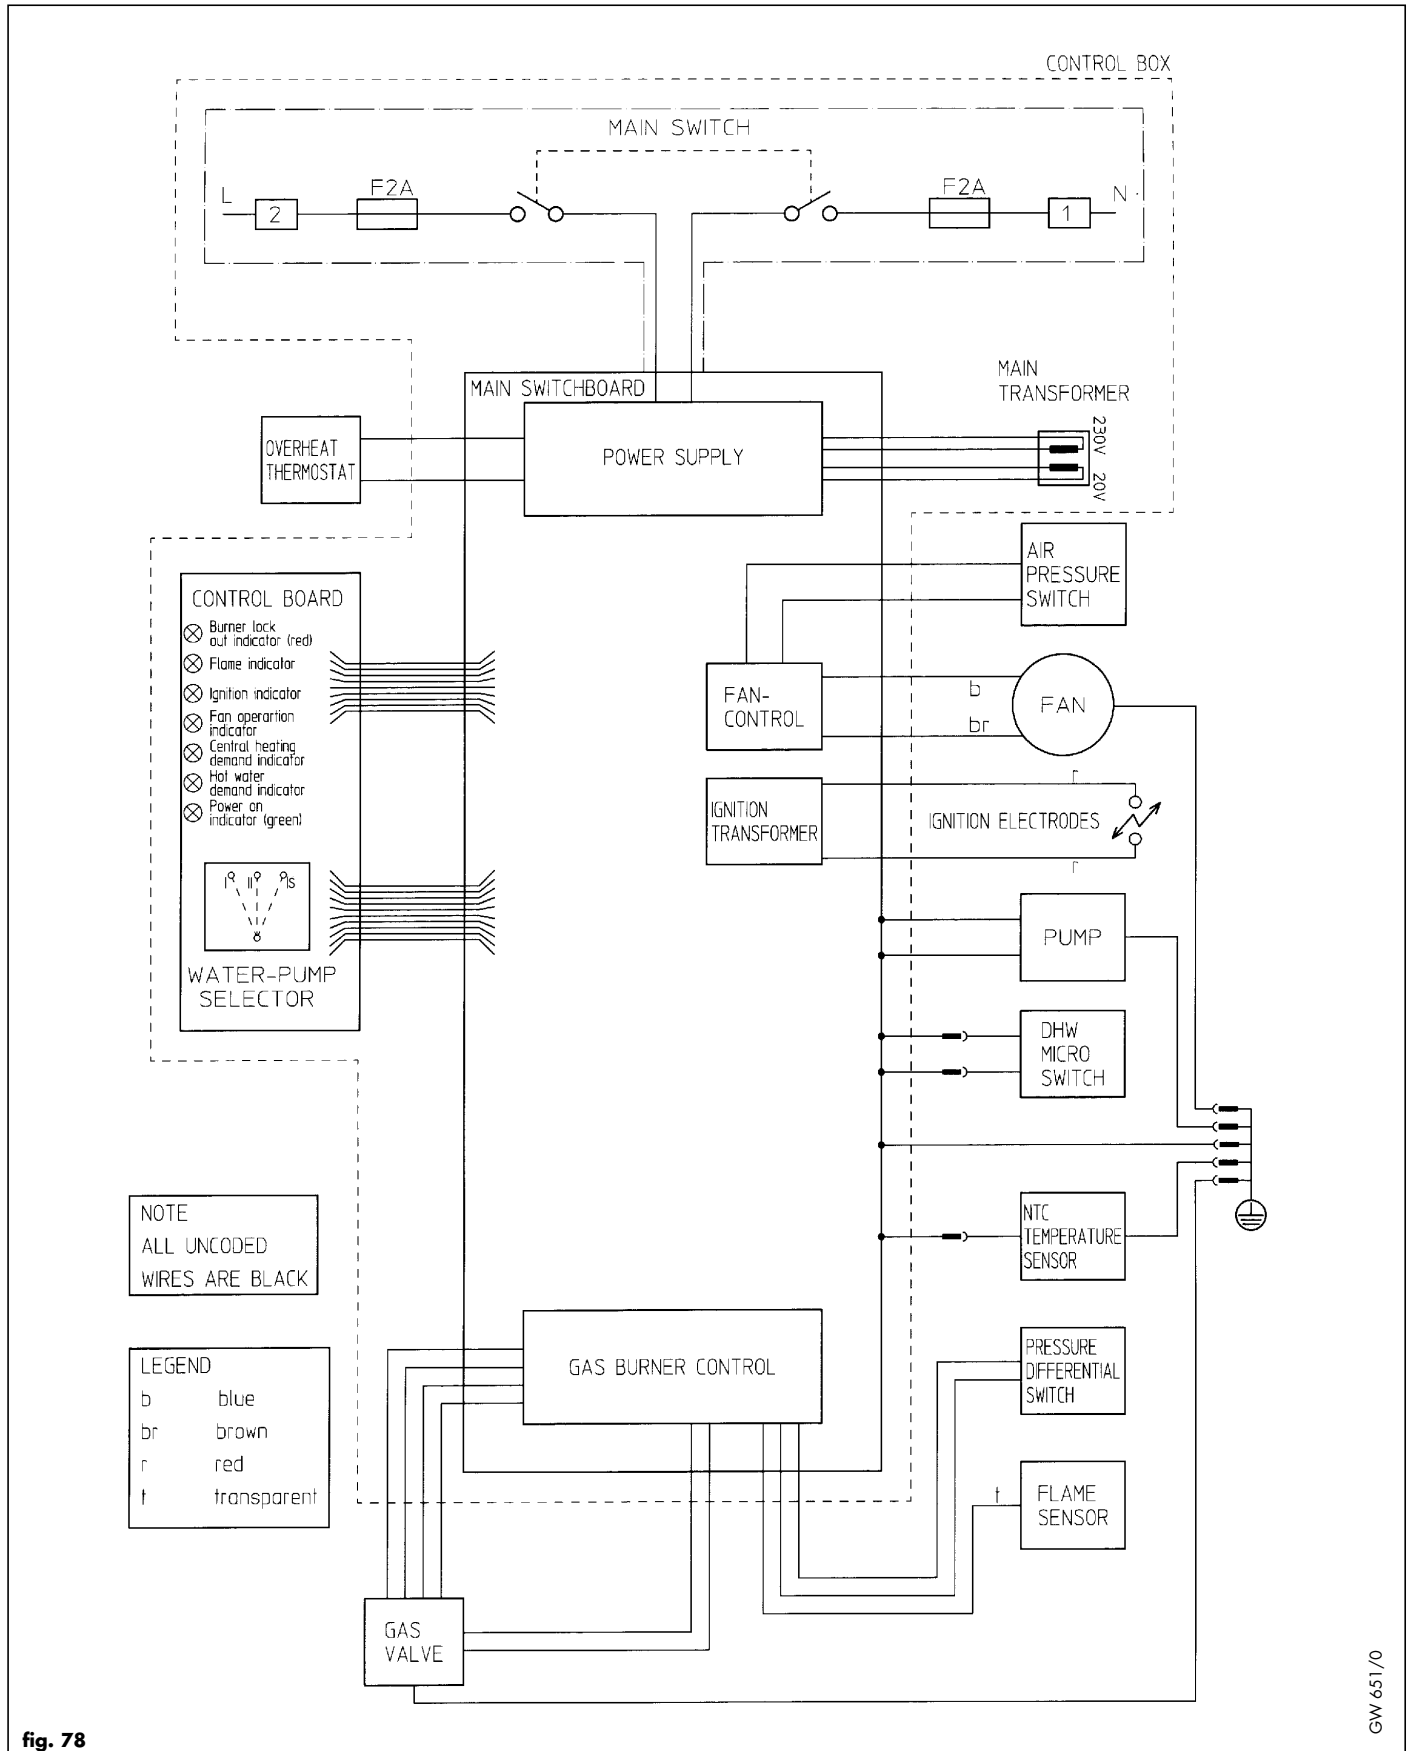 CONTROL BOX
MAIN SWITCH
L
2
F2A
F2A
1
N
MAIN SWITCHBOARD
MAIN
TRANSFORMER
OVERHEAT
THERMOSTAT
POWER SUPPLY
230V
20V
AIR
PRESSURE
SWITCH
CONTROL BOARD
Burner lock
out indicator (red)
Flame indicator
Ignition indicator
Fan operartion
indicator
Central heating
demand indicator
Hot water
demand indicator
Power on
indicator (green)
FAN-
CONTROL
b
br
FAN
IGNITION
TRANSFORMER
r
IGNITION ELECTRODES
r
I
II
IS
WATER-PUMP
SELECTOR
PUMP
DHW
MICRO
SWITCH
NOTE
ALL UNCODED
WIRES ARE BLACK
NTC
TEMPERATURE
SENSOR
GAS BURNER CONTROL
PRESSURE
DIFFERENTIAL
SWITCH
LEGEND
b blue
br brown
r red
t transparent
t
FLAME
SENSOR
GAS
VALVE
GW 651/0
fig. 78